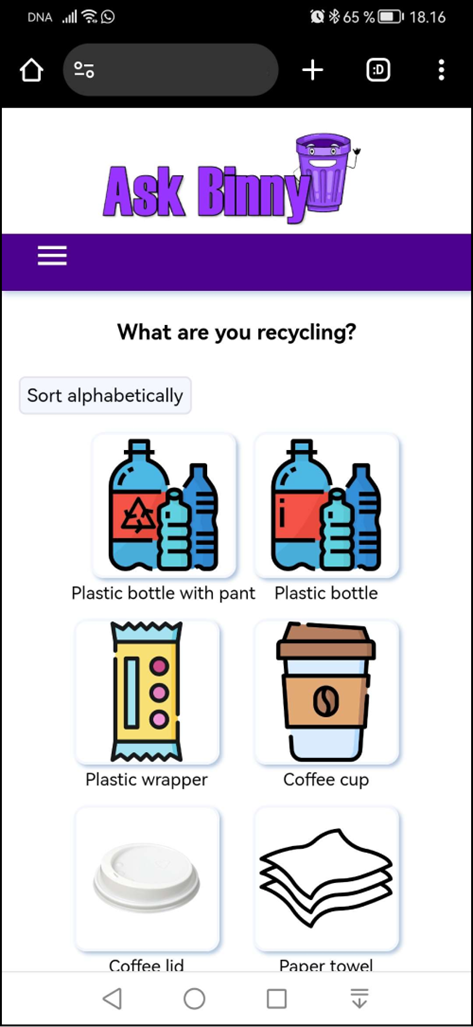 DNA 65 % 18.16
:D
Ask Binny
What are you recycling?
Sort alphabetically
Plastic bottle with pant Plastic bottle
Plastic wrapper Coffee cup
Coffee lid Paper towel